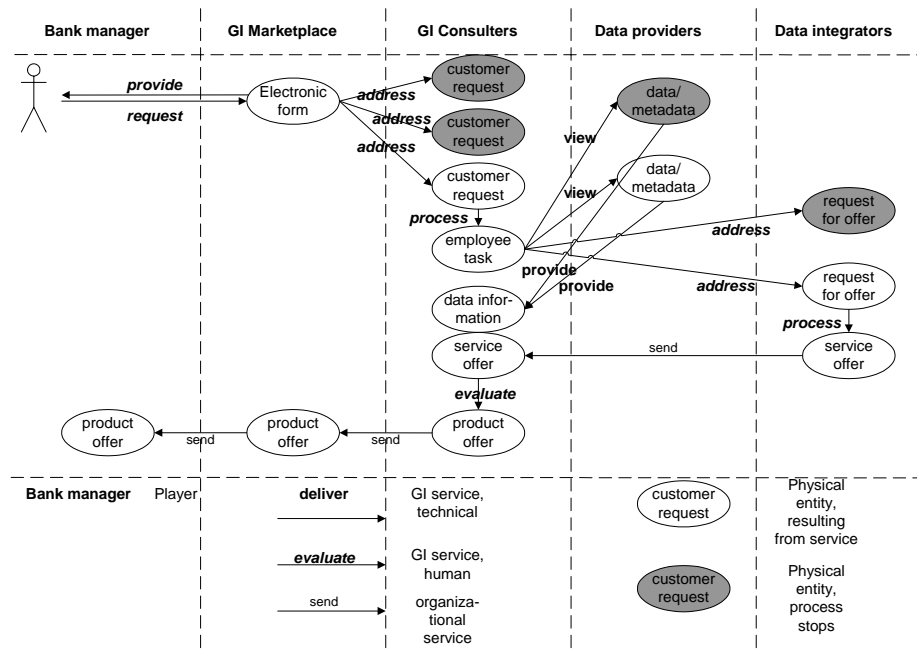 Bank manager
GI Marketplace
GI Consulters
Data providers
Data integrators
provide
request
Electronic
form
address
address
address
customer
request
customer
request
customer
request
process
employee
task
view
view
data/
metadata
data/
metadata
provide
provide
address
address
request
for offer
request
for offer
process
data infor-
mation
service
offer
send
service
offer
evaluate
product
offer
send
product
offer
send
product
offer
Bank manager
Player
deliver
GI service,
technical
evaluate
GI service,
human
send
organiza-
tional
service
customer
request
Physical
entity,
resulting
from service
customer
request
Physical
entity,
process
stops